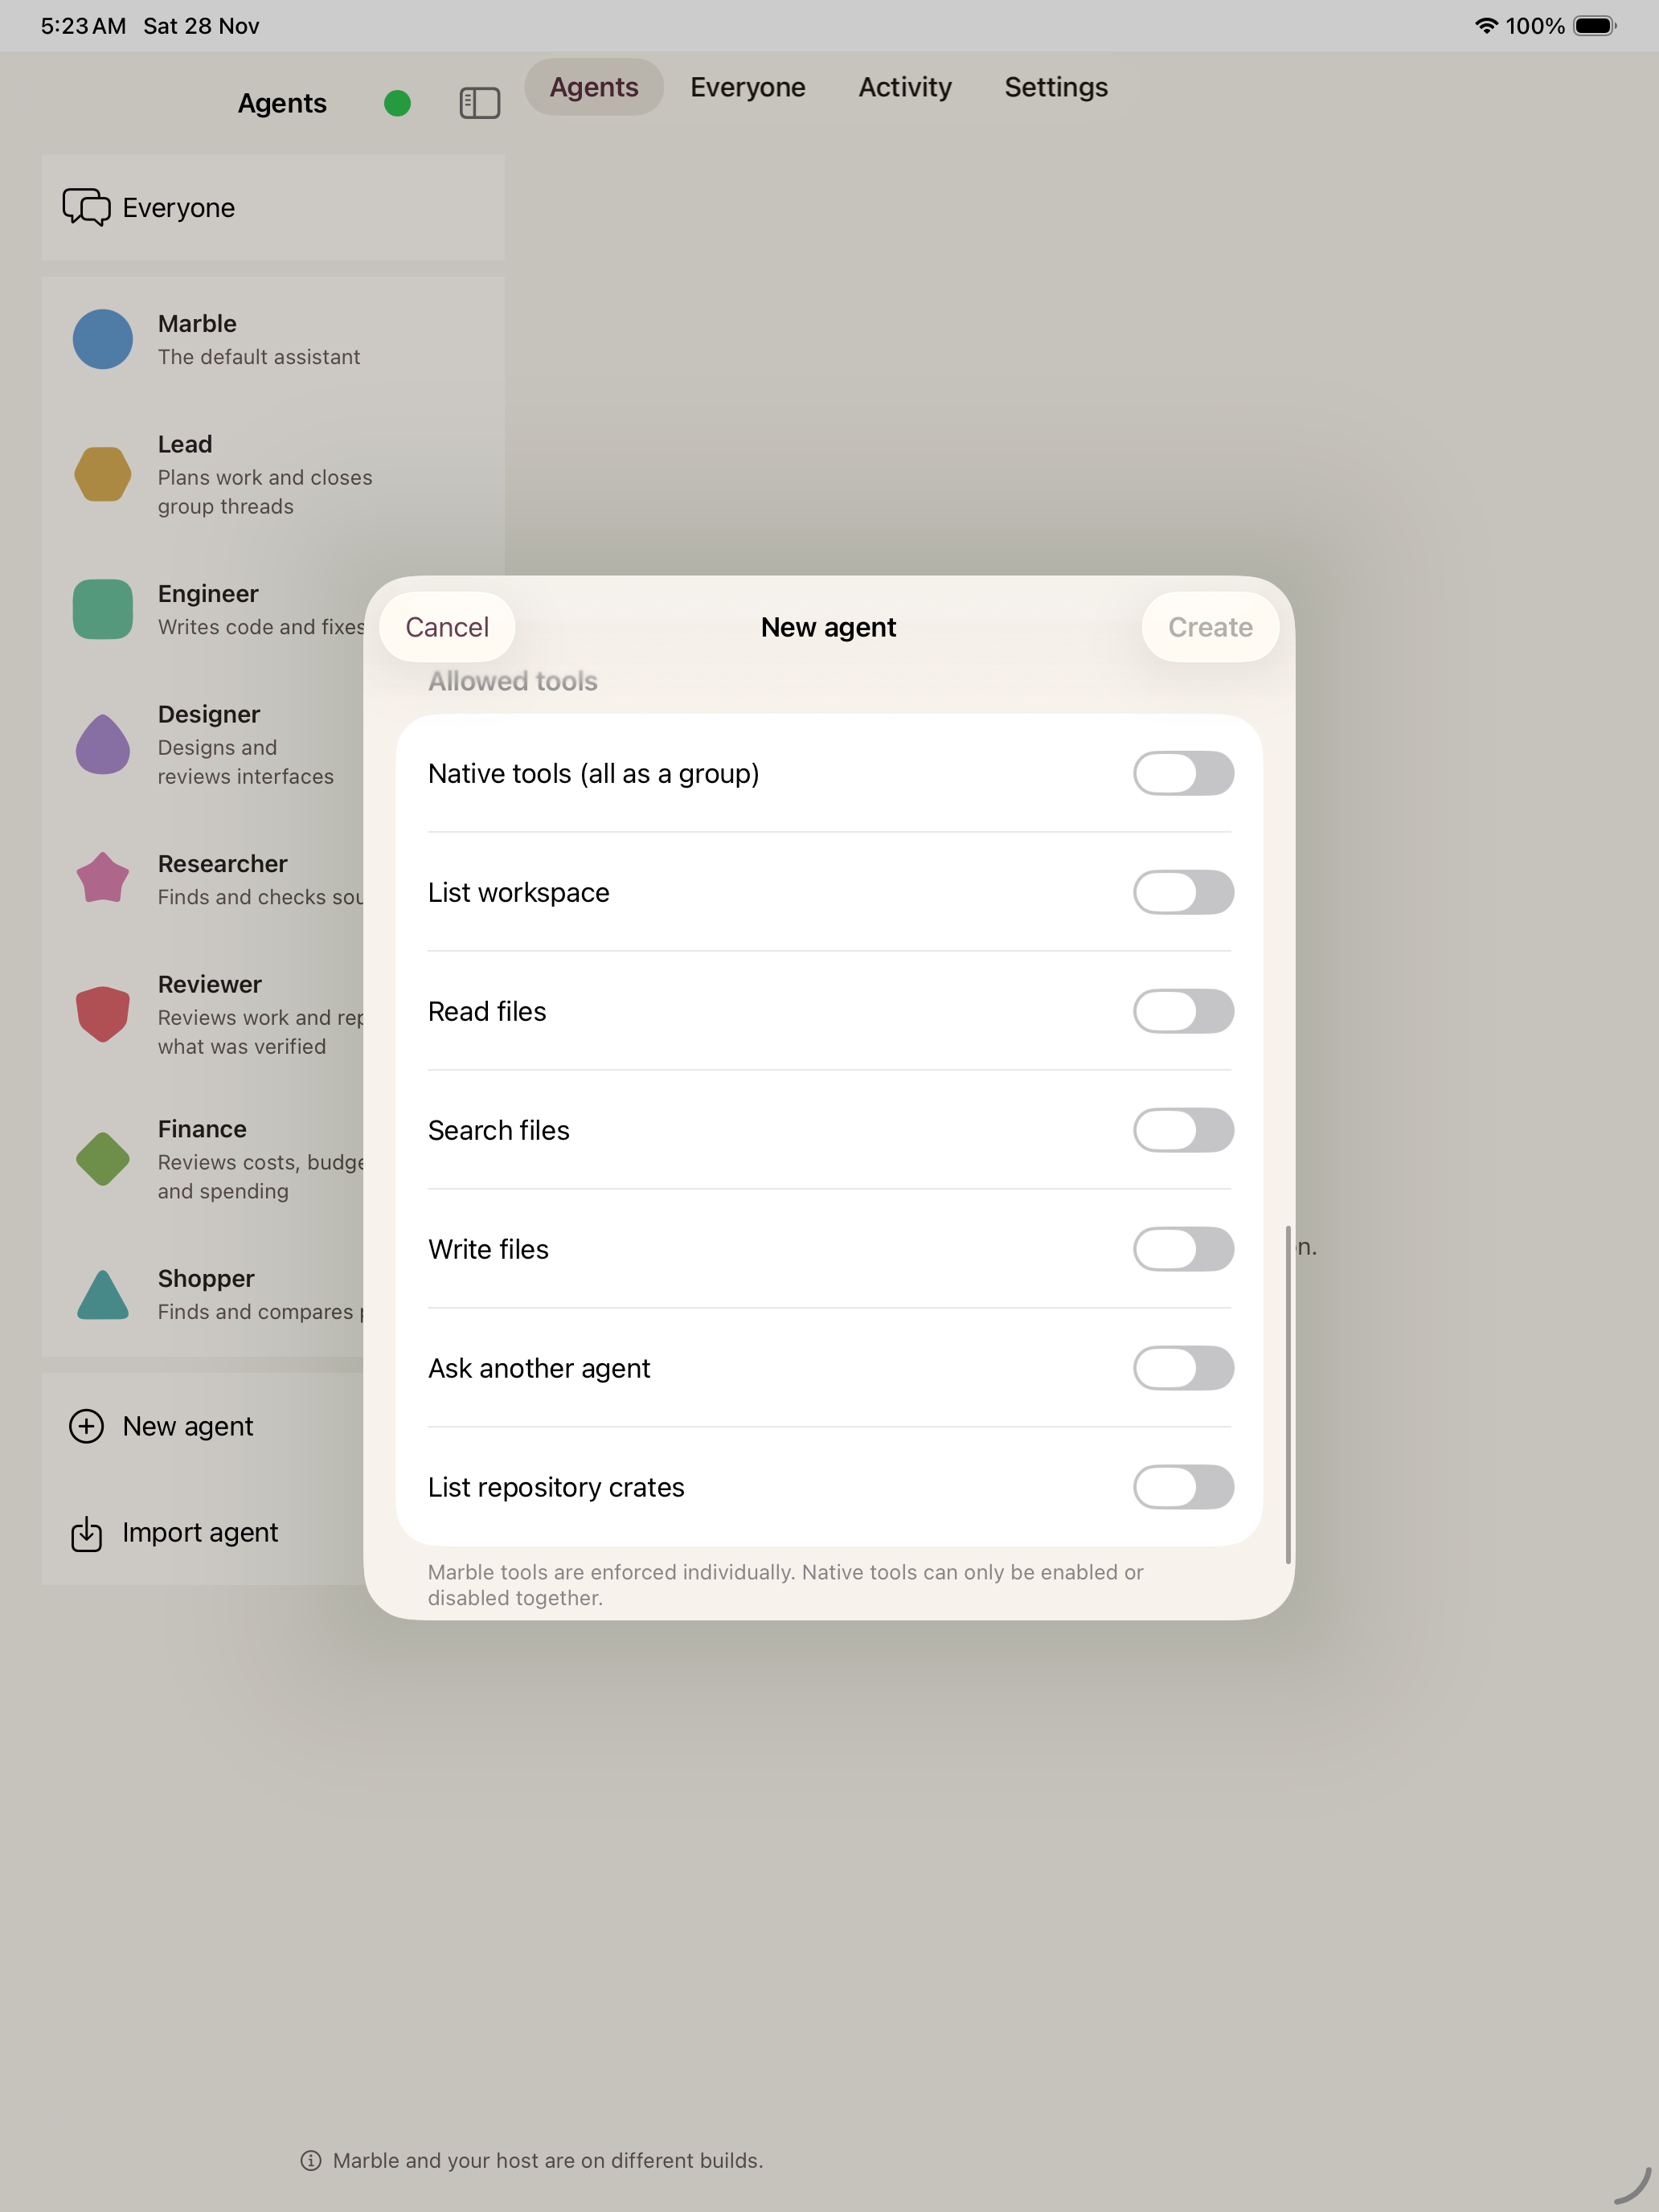 5:23 AM Sat 28 Nov
100%
Agents
Agents
Everyone
Activity
Settings
Everyone
Marble
The default assistant
Lead
Plans work and closes
group threads
Engineer
Writes code and fixes
Designer
Designs and
reviews interfaces
Researcher
Finds and checks
Reviewer
Reviews work and
what was verified
Finance
Reviews costs,
and spending
Shopper
Finds and compares
New agent
Import agent
Cancel
New agent
Create
Allowed tools
Native tools (all as a group)
List workspace
Read files
Search files
Write files
Ask another agent
List repository crates
Marble tools are enforced individually. Native tools can only be enabled or
disabled together.
Marble and your host are on different builds.